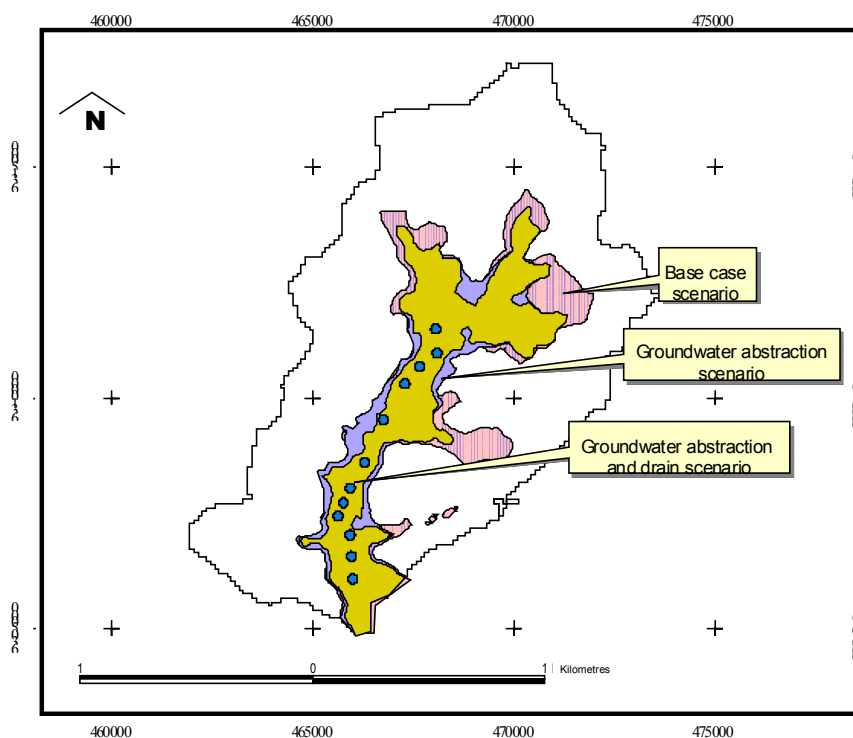 460000 465000 470000 475000
N
Base case
scenario
Groundwater abstraction
scenario
Groundwater abstraction
and drain scenario
1 0 1 Kilometres
460000 465000 470000 475000